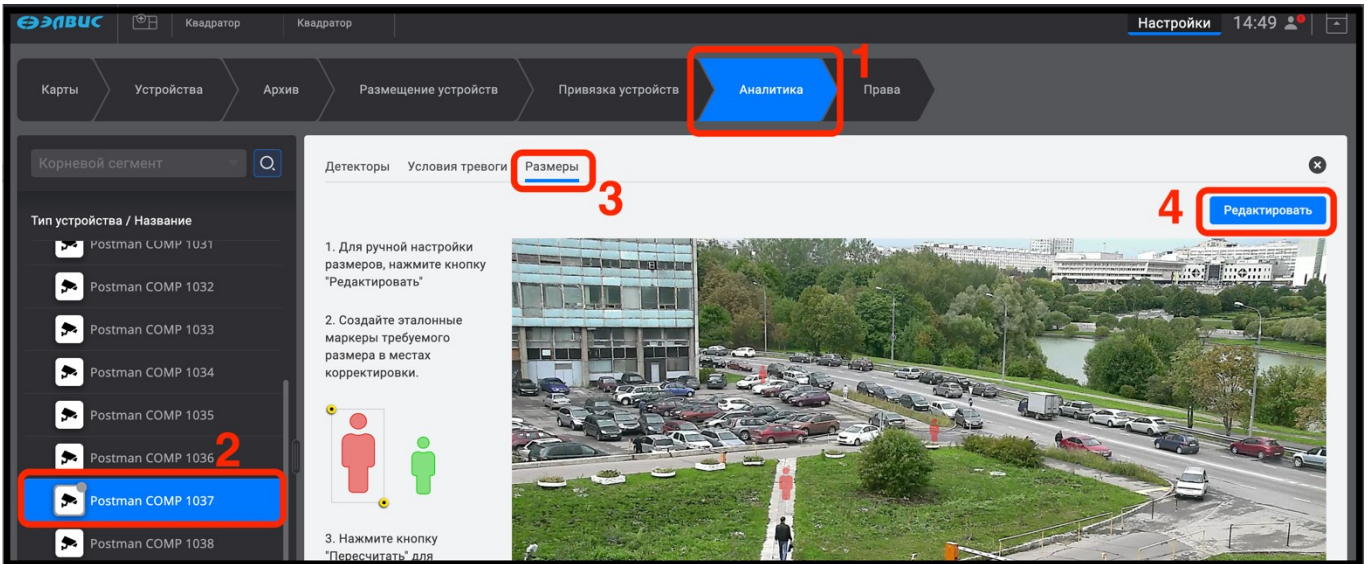 ЭЛВИС Квадратор Квадратор Настройки 14:49
1
Карты Устройства Архив Размещение устройств Привязка устройств Аналитика Права
Корневой сегмент
Детекторы Условия тревоги Размеры
3
4
Редактировать
Тип устройства / Название
Postman COMP 1031
Postman COMP 1032
Postman COMP 1033
Postman COMP 1034
Postman COMP 1035
Postman COMP 1036
2
Postman COMP 1037
Postman COMP 1038
1. Для ручной настройки
размеров, нажмите кнопку
"Редактировать"
2. Создайте эталонные
маркеры требуемого
размера в местах
корректировки.
3. Нажмите кнопку
"Пересчитать" для